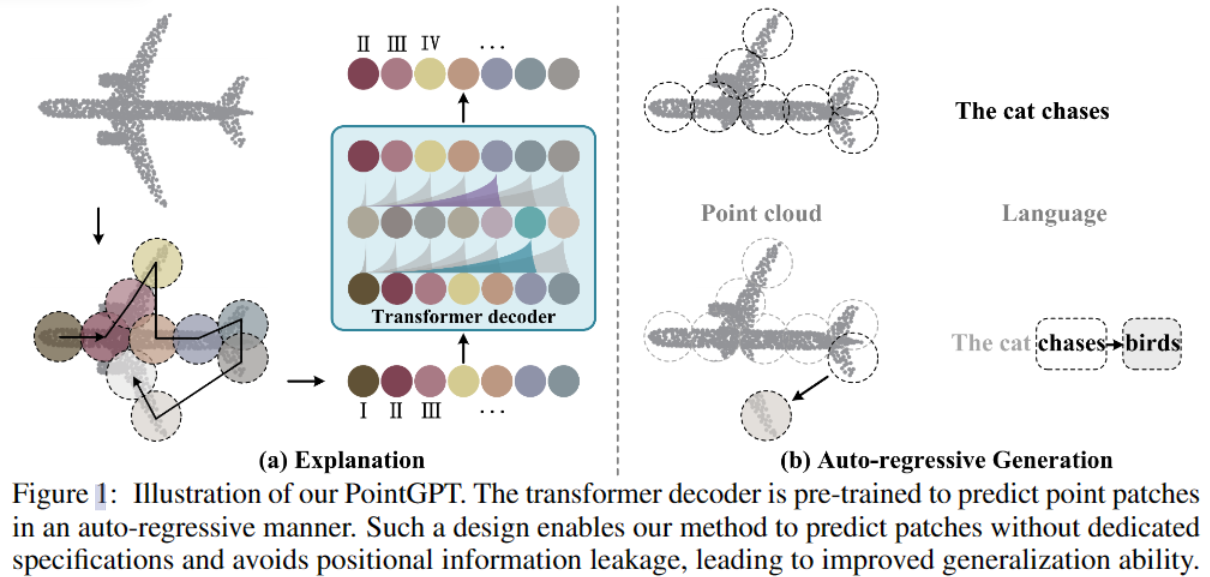 II III IV ...
Transformer decoder
I II III ...
(a) Explanation
The cat chases
Point cloud Language
The cat chases birds
(b) Auto-regressive Generation
Figure 1: Illustration of our PointGPT. The transformer decoder is pre-trained to predict point patches
in an auto-regressive manner. Such a design enables our method to predict patches without dedicated
specifications and avoids positional information leakage, leading to improved generalization ability.